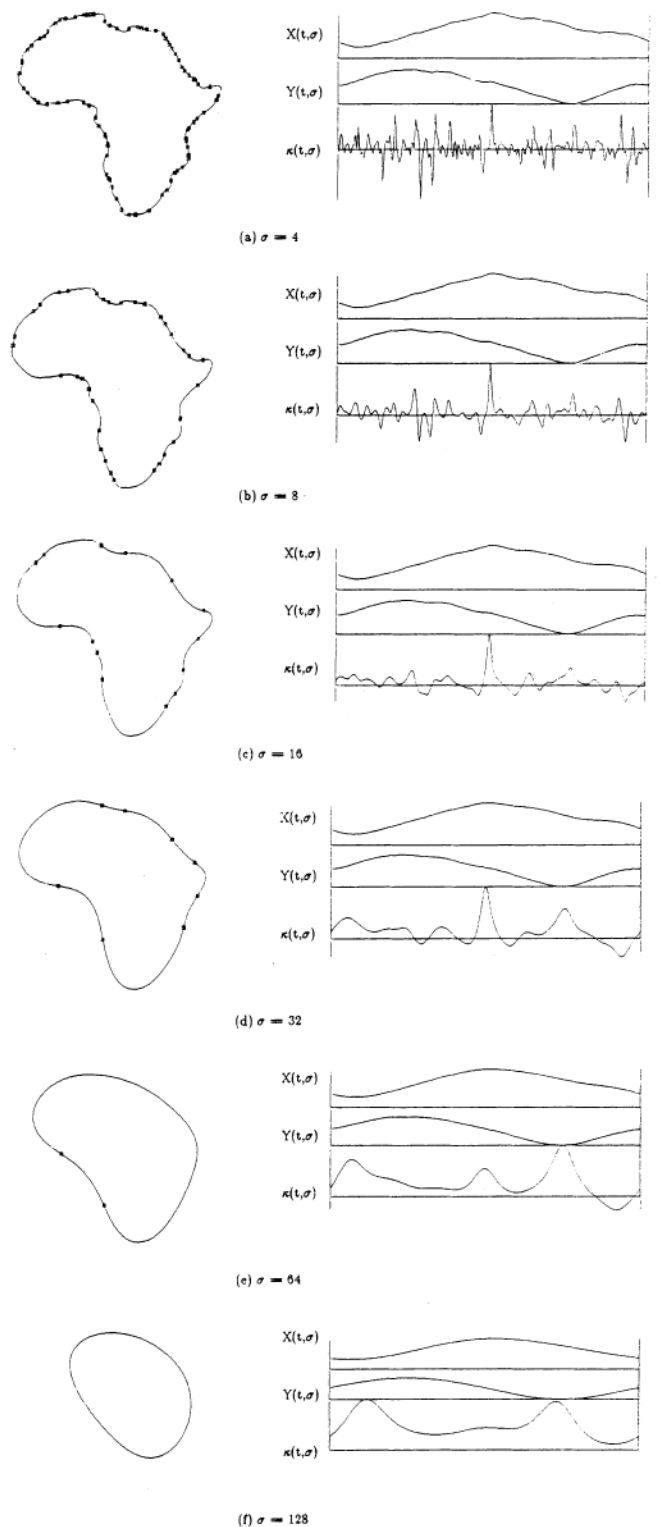 X(t,σ)
Y(t,σ)
κ(t,σ)
(a) σ = 4
X(t,σ)
Y(t,σ)
κ(t,σ)
(b) σ = 8
X(t,σ)
Y(t,σ)
κ(t,σ)
(c) σ = 16
X(t,σ)
Y(t,σ)
κ(t,σ)
(d) σ = 32
X(t,σ)
Y(t,σ)
κ(t,σ)
(e) σ = 64
X(t,σ)
Y(t,σ)
κ(t,σ)
(f) σ = 128